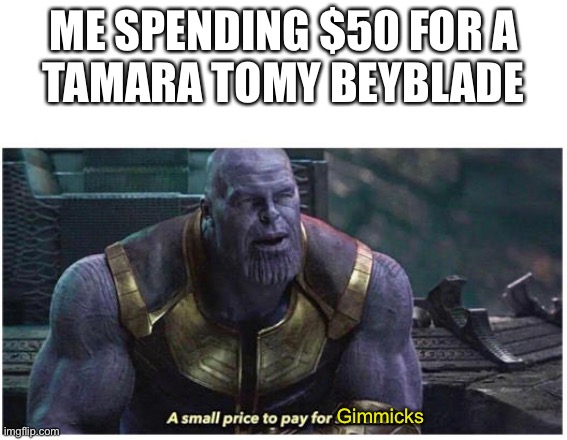 ME SPENDING $50 FOR A
TAMARA TOMY BEYBLADE
A small price to pay for Gimmicks
imgflip.com